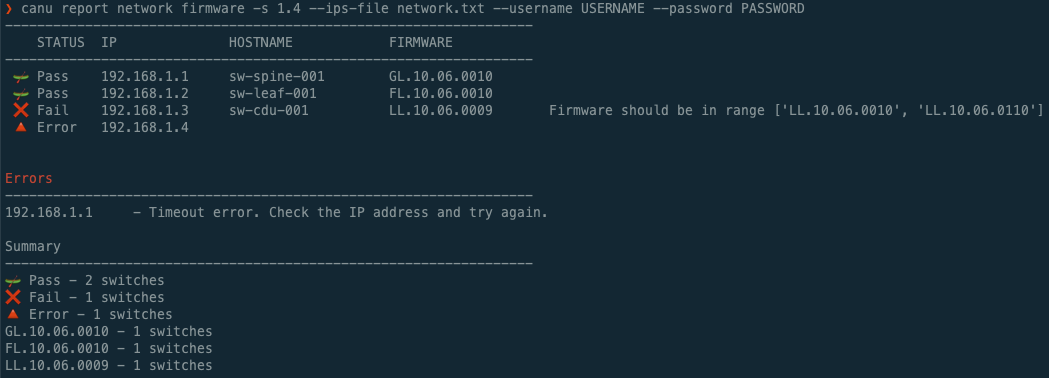 ❯ canu report network firmware -s 1.4 --ips-file network.txt --username USERNAME --password PASSWORD
------------------------------------------------------------------
    STATUS  IP              HOSTNAME            FIRMWARE
------------------------------------------------------------------
 🛶 Pass    192.168.1.1     sw-spine-001        GL.10.06.0010
 🛶 Pass    192.168.1.2     sw-leaf-001         FL.10.06.0010
 ❌ Fail    192.168.1.3     sw-cdu-001          LL.10.06.0009       Firmware should be in range ['LL.10.06.0010', 'LL.10.06.0110']
 🔺 Error   192.168.1.4
Errors
------------------------------------------------------------------
192.168.1.1     - Timeout error. Check the IP address and try again.
Summary
------------------------------------------------------------------
🛶 Pass - 2 switches
❌ Fail - 1 switches
🔺 Error - 1 switches
GL.10.06.0010 - 1 switches
FL.10.06.0010 - 1 switches
LL.10.06.0009 - 1 switches